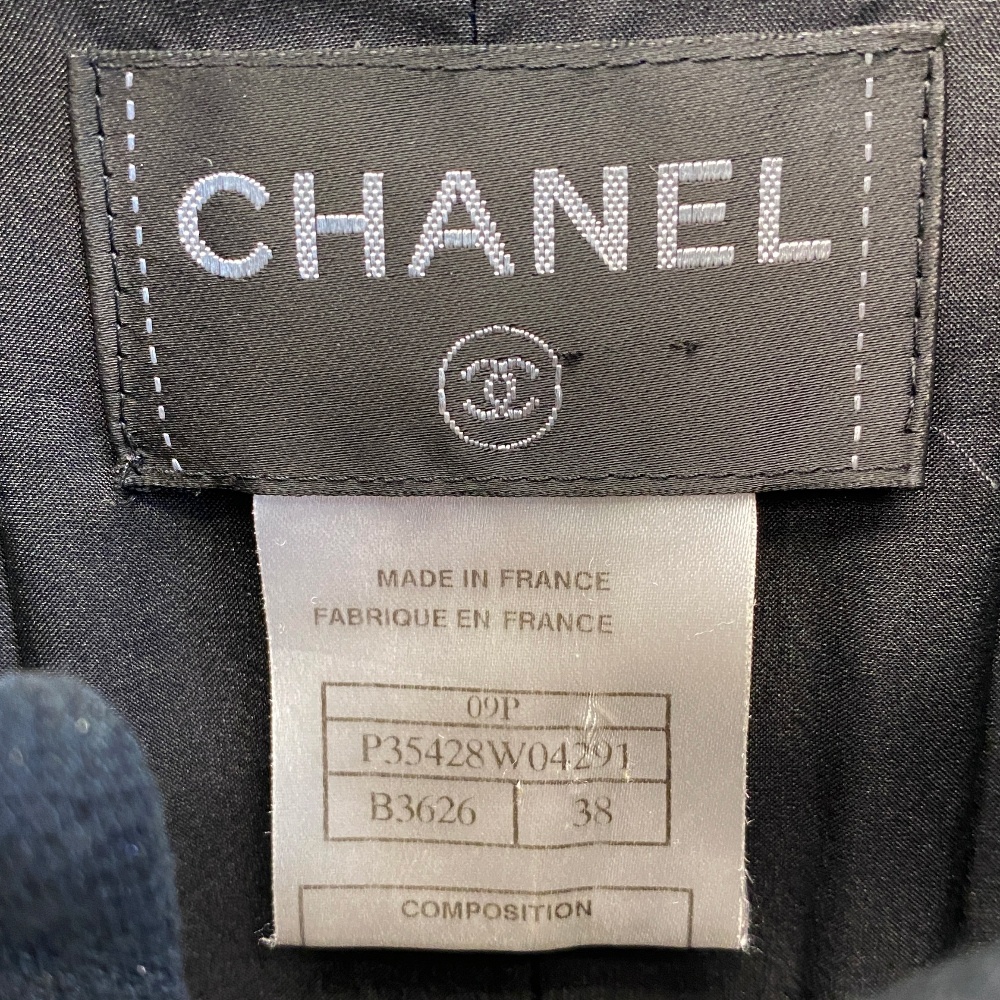 CHANEL
MADE IN FRANCE
FABRIQUE EN FRANCE
09P
P35428W04291
B3626 38
COMPOSITION